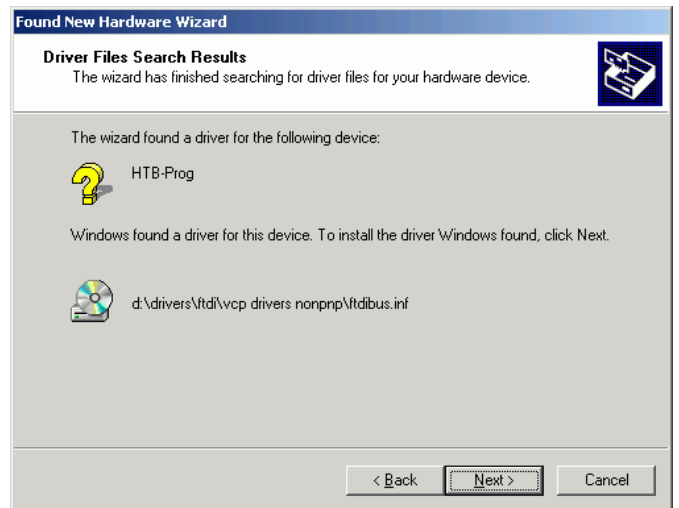 Found New Hardware Wizard
Driver Files Search Results
The wizard has finished searching for driver files for your hardware device.
The wizard found a driver for the following device:
HTB-Prog
Windows found a driver for this device. To install the driver Windows found, click Next.
d:\drivers\ftdi\vcp drivers nonpnp\ftdibus.inf
< Back Next > Cancel